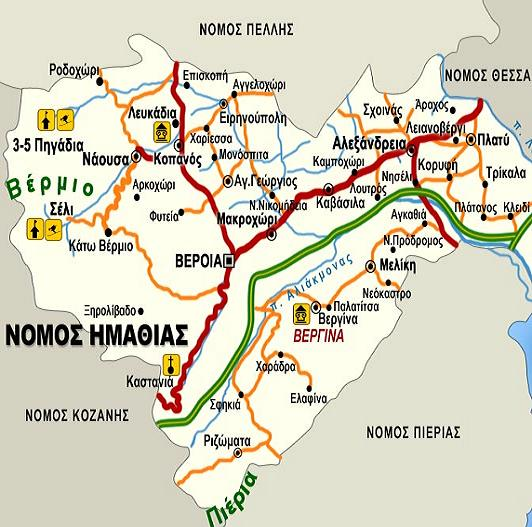 ΝΟΜΟΣ ΠΕΛΛΗΣ
Ροδοχώρι
Επισκοπή
Αγγελοχώρι
ΝΟΜΟΣ ΘΕΣΣΑ
Λευκάδια
Ειρηνούπολη
Σχοινάς
Άραχος
3-5 Πηγάδια
Χαρίεσσα
Λειανοβέργι
Πλατύ
Νάουσα
Κοπανός
Μονόσπιτα
Αλεξάνδρεια
Κορυφή
Βέρμιο
Αρκοχώρι
Αγ.Γεώργιος
Καμποχώρι
Νησέλι
Τρίκαλα
Σέλι
Φυτεία
Ν.Νικομήδεια
Καβάσιλα
Λουτρός
Πλάτανος
Κλειδί
Μακροχώρι
Αγκαθιά
Κάτω Βέρμιο
Ν.Πρόδρομος
ΒΕΡΟΙΑ
π. Αλιάκμονας
Μελίκη
Νεόκαστρο
Ξηρολίβαδο
Παλατίτσα
Βεργίνα
ΝΟΜΟΣ ΗΜΑΘΙΑΣ
ΒΕΡΓΙΝΑ
Χαράδρα
Καστανιά
Ελαφίνα
Σφηκιά
ΝΟΜΟΣ ΚΟΖΑΝΗΣ
ΝΟΜΟΣ ΠΙΕΡΙΑΣ
Ριζώματα
Πιέρια